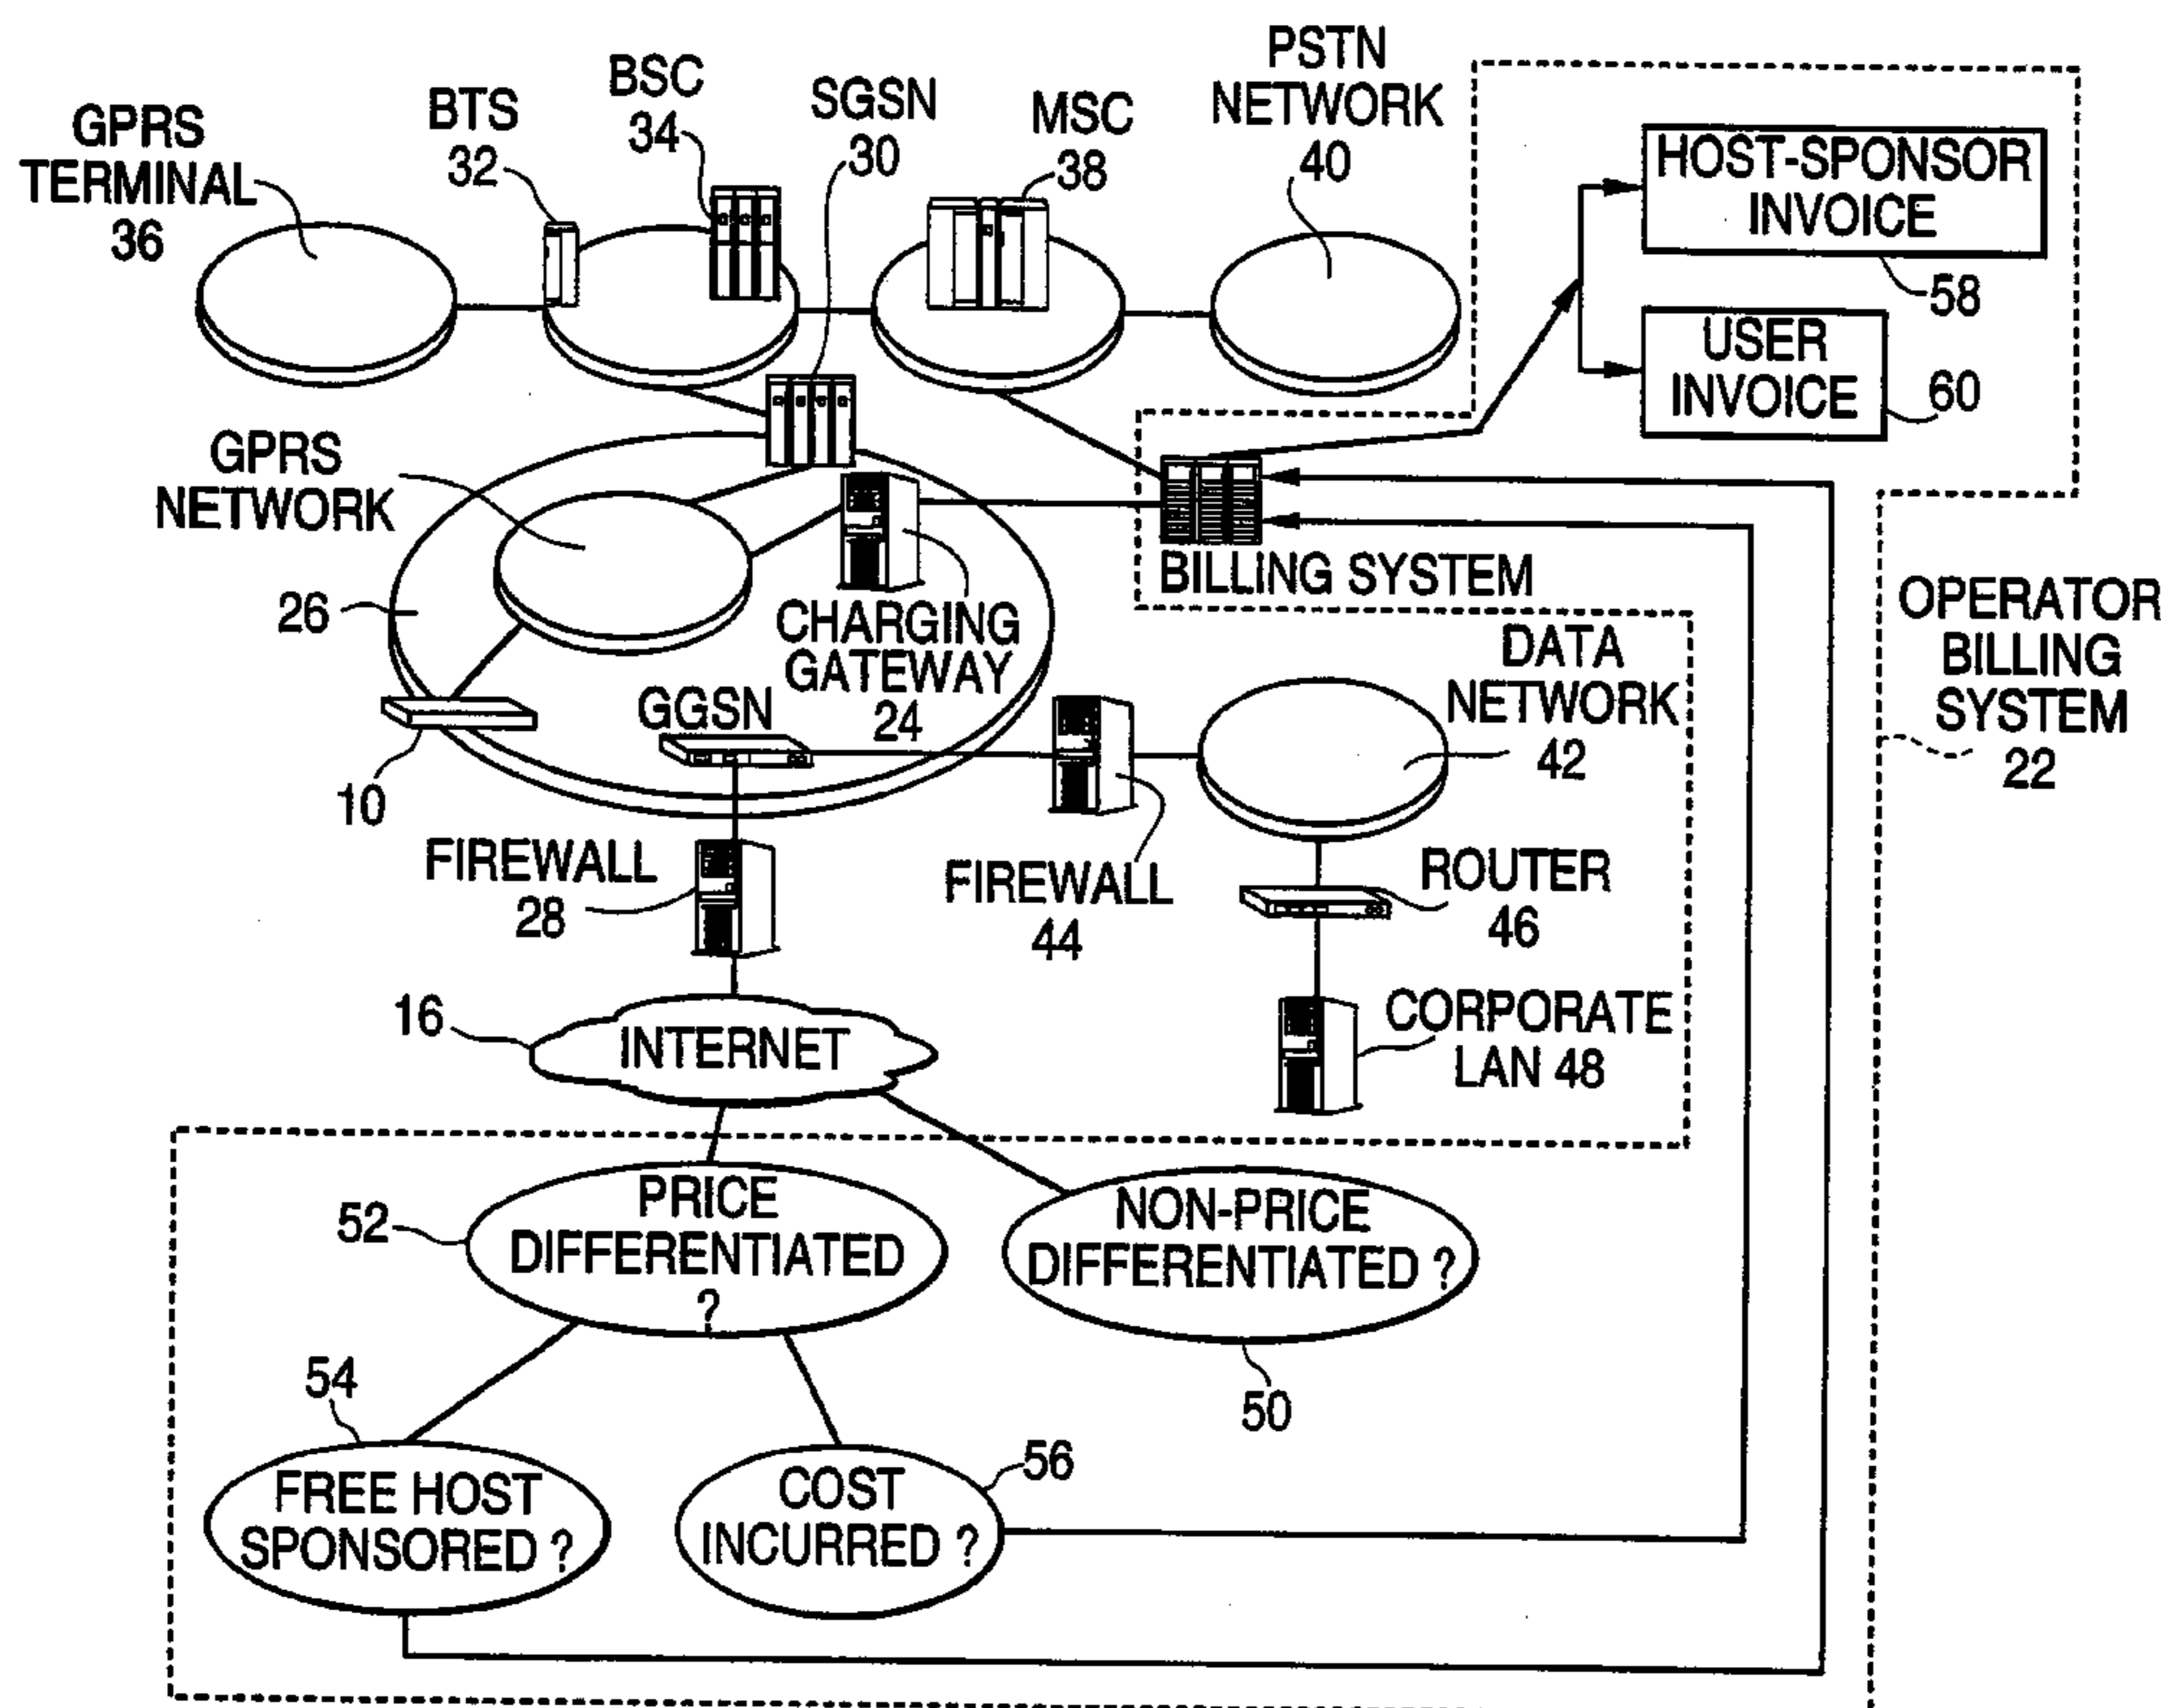 GPRS
TERMINAL
36
BTS
32
BSC
34
SGSN
30
MSC
38
PSTN
NETWORK
40
HOST-SPONSOR
INVOICE
58
USER
INVOICE
60
GPRS
NETWORK
26
10
CHARGING
GATEWAY
24
GGSN
BILLING SYSTEM
OPERATOR
BILLING
SYSTEM
22
DATA
NETWORK
42
FIREWALL
28
FIREWALL
44
ROUTER
46
CORPORATE
LAN 48
16
INTERNET
52
PRICE
DIFFERENTIATED
?
NON-PRICE
DIFFERENTIATED ?
50
54
FREE HOST
SPONSORED ?
56
COST
INCURRED ?